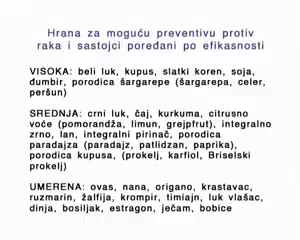 Hrana za moguću preventivu protiv
raka i sastojci poređani po efikasnosti
VISOKA: beli luk, kupus, slatki koren, soja,
đumbir, porodica šargarepe (šargarepa, celer,
peršun)
SREDNJA: crni luk, čaj, kurkuma, citrusno
voće (pomorandža, limun, grejpfrut), integralno
zrno, lan, integralni pirinač, porodica
paradajza (paradajz, patlidzan, paprika),
porodica kupusa, (prokelj, karfiol, Briselski
prokelj)
UMERENA: ovas, nana, origano, krastavac,
ruzmarin, žalfija, krompir, timiajn, luk vlašac,
dinja, bosiljak, estragon, ječam, bobice